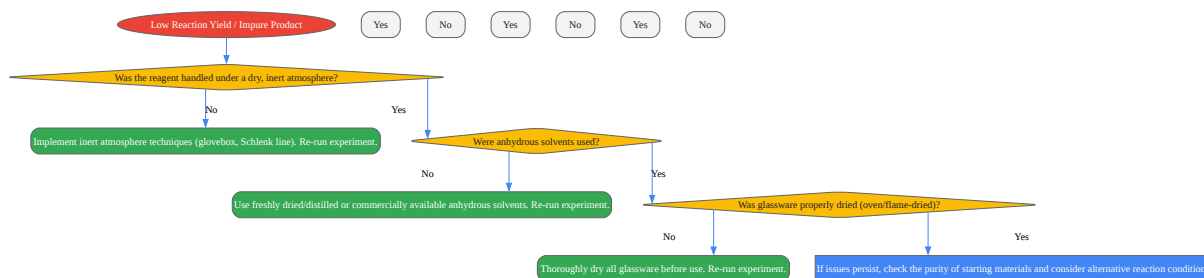 Low Reaction Yield / Impure Product
Yes
No
Yes
No
Yes
No
Was the reagent handled under a dry, inert atmosphere?
No
Yes
Implement inert atmosphere techniques (glovebox, Schlenk line). Re-run experiment.
Were anhydrous solvents used?
No
Yes
Use freshly dried/distilled or commercially available anhydrous solvents. Re-run experiment.
Was glassware properly dried (oven/flame-dried)?
No
Yes
Thoroughly dry all glassware before use. Re-run experiment.
If issues persist, check the purity of starting materials and consider alternative reaction condition